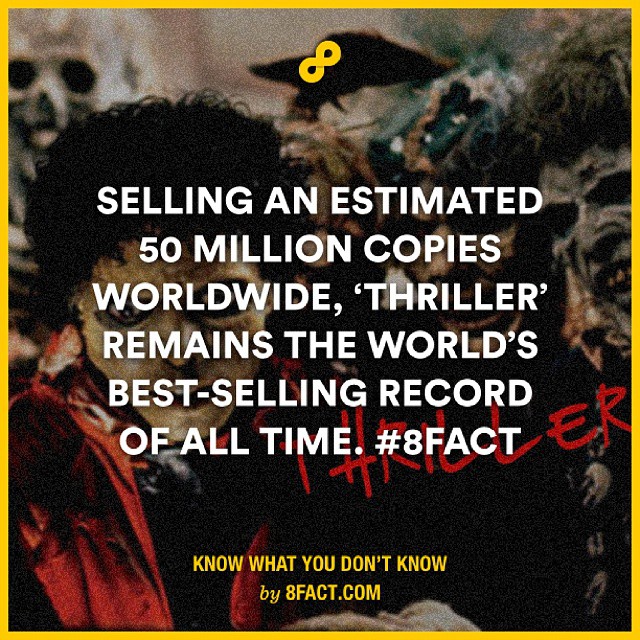 SELLING AN ESTIMATED
50 MILLION COPIES
WORLDWIDE, ‘THRILLER’
REMAINS THE WORLD’S
BEST-SELLING RECORD
OF ALL TIME. #8FACT
THRILLER
KNOW WHAT YOU DON’T KNOW
by 8FACT.COM